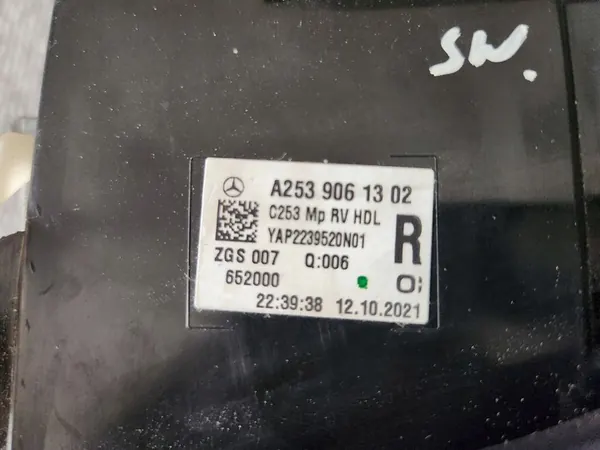 SW.
A253 906 13 02
C253 Mp RV HDL
YAP2239520N01
R
ZGS 007 Q:006
652000
O;
22:39:38 12.10.2021